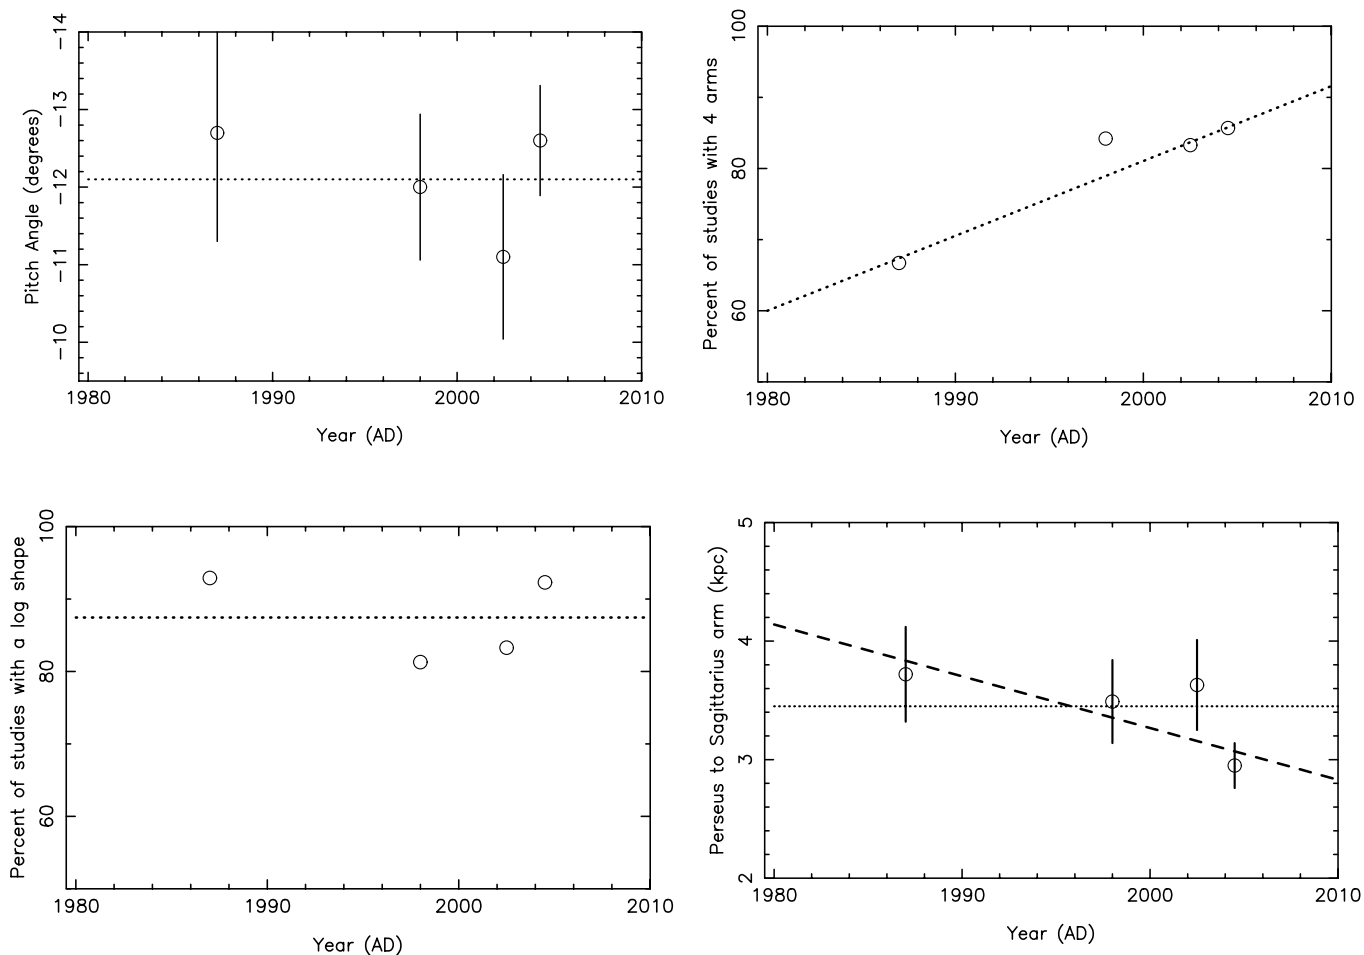 Pitch Angle (degrees)
-14
-13
-12
-11
-10
1980 1990 2000 2010
Year (AD)
Percent of studies with 4 arms
100
80
60
1980 1990 2000 2010
Year (AD)
Percent of studies with a log shape
100
80
60
1980 1990 2000 2010
Year (AD)
Perseus to Sagittarius arm (kpc)
5
4
3
2
1980 1990 2000 2010
Year (AD)